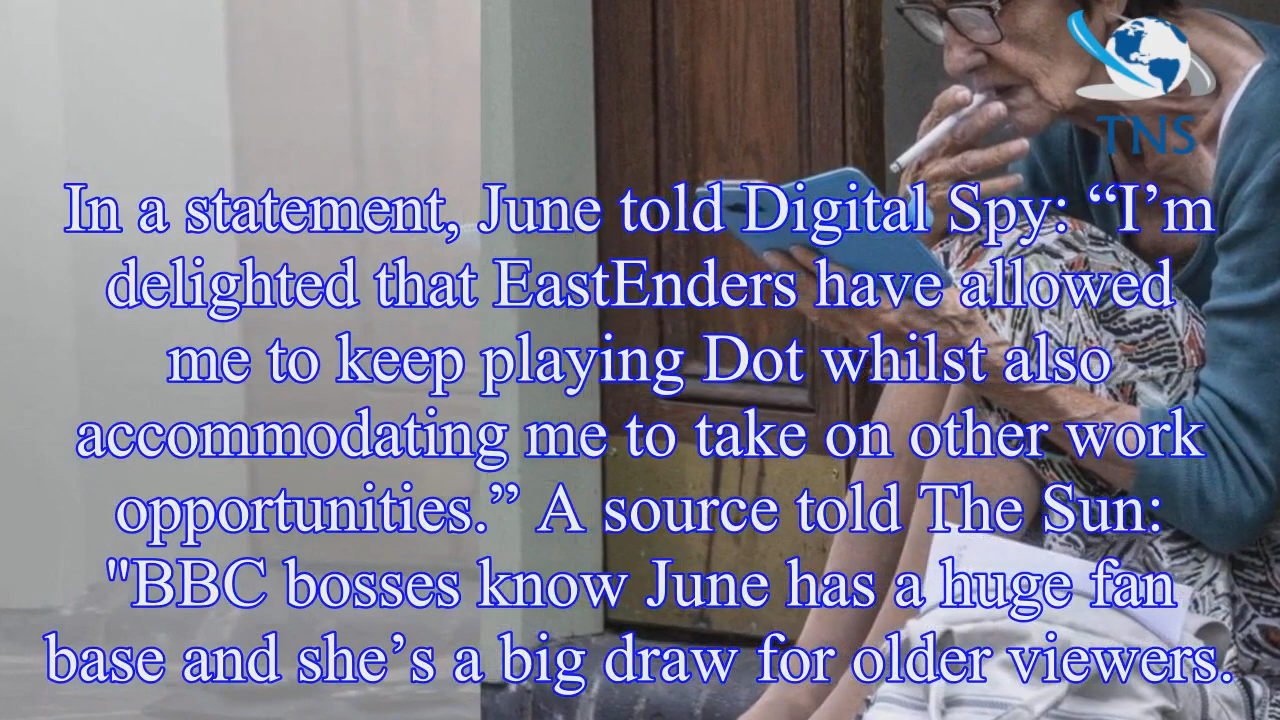 TNS
In a statement, June told Digital Spy: “I’m
delighted that EastEnders have allowed
me to keep playing Dot whilst also
accommodating me to take on other work
opportunities.” A source told The Sun:
"BBC bosses know June has a huge fan
base and she’s a big draw for older viewers.